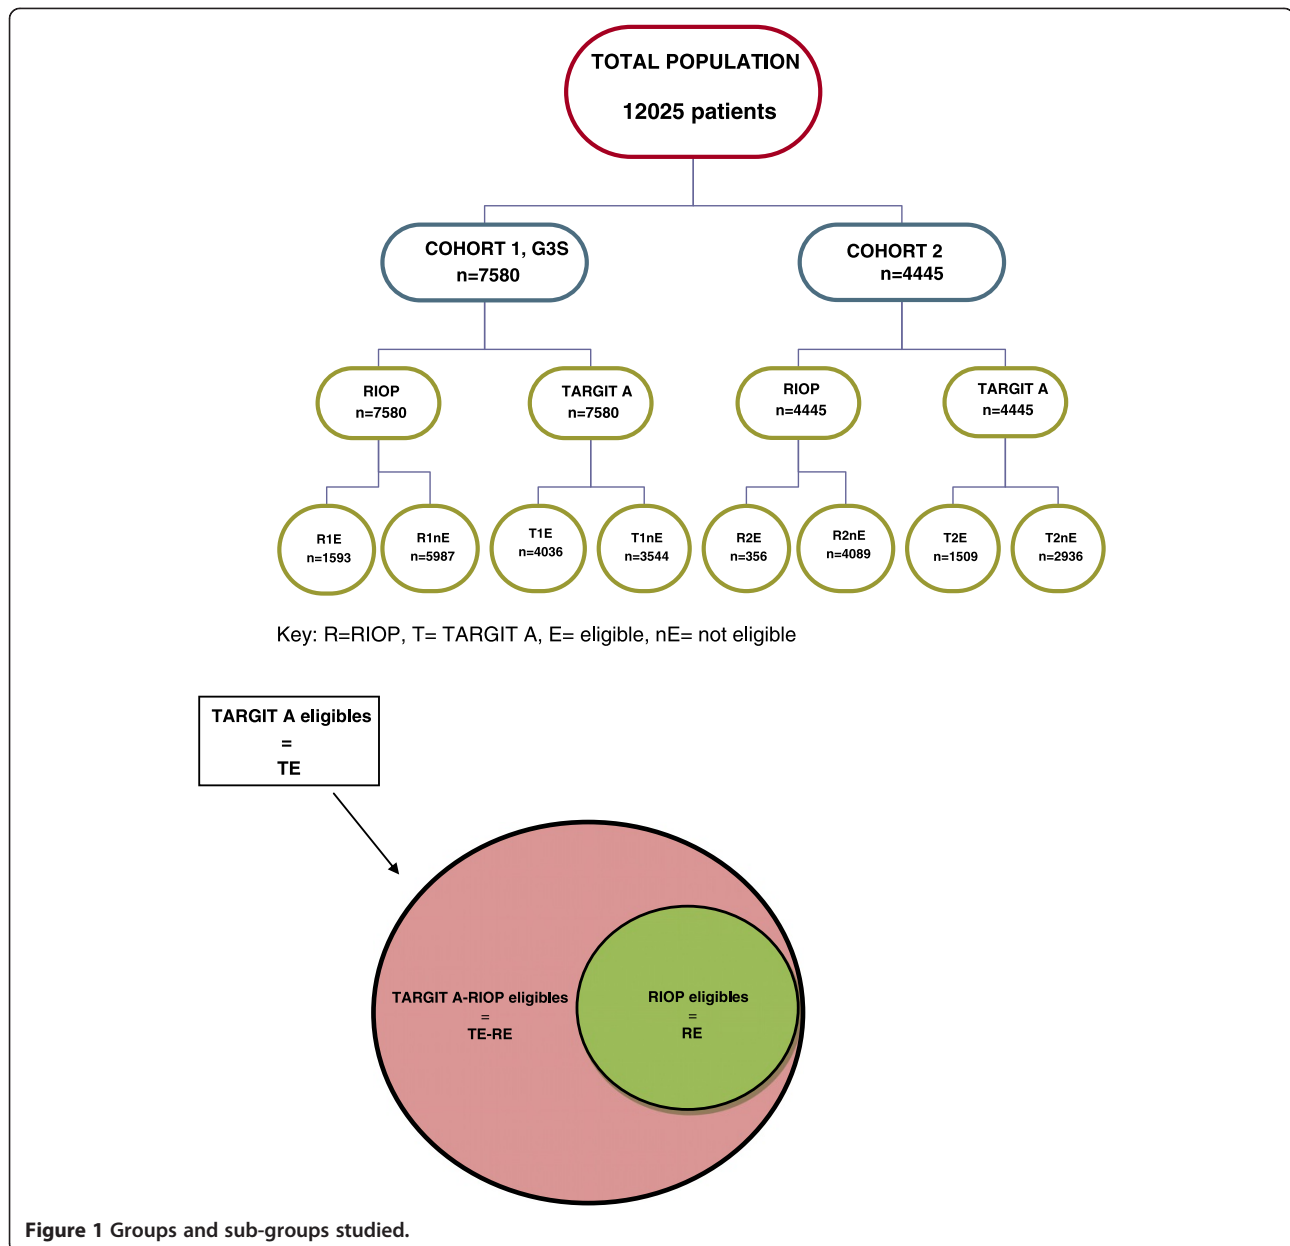 TOTAL POPULATION
12025 patients
COHORT 1, G3S
n=7580
COHORT 2
n=4445
RIOP
n=7580
TARGIT A
n=7580
RIOP
n=4445
TARGIT A
n=4445
R1E
n=1593
R1nE
n=5987
T1E
n=4036
T1nE
n=3544
R2E
n=356
R2nE
n=4089
T2E
n=1509
T2nE
n=2936
Key: R=RIOP, T= TARGIT A, E= eligible, nE= not eligible
TARGIT A eligibles
=
TE
TARGIT A-RIOP eligibles
=
TE-RE
RIOP eligibles
=
RE
Figure 1 Groups and sub-groups studied.